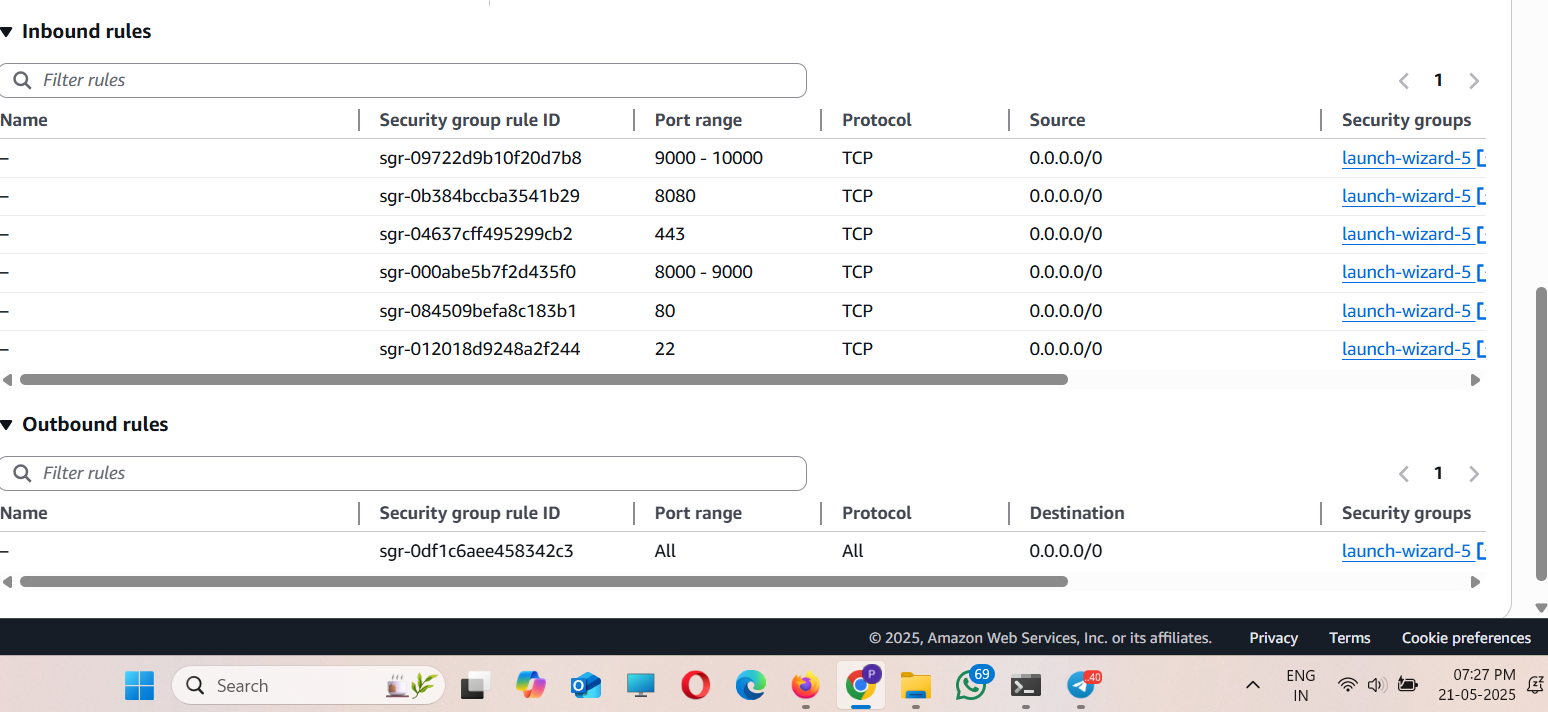 Inbound rules
Filter rules
1
Name Security group rule ID Port range Protocol Source Security groups
– sgr-09722d9b10f20d7b8 9000 - 10000 TCP 0.0.0.0/0 launch-wizard-5
– sgr-0b384bccba3541b29 8080 TCP 0.0.0.0/0 launch-wizard-5
– sgr-04637cff495299cb2 443 TCP 0.0.0.0/0 launch-wizard-5
– sgr-000abe5b7f2d435f0 8000 - 9000 TCP 0.0.0.0/0 launch-wizard-5
– sgr-084509befa8c183b1 80 TCP 0.0.0.0/0 launch-wizard-5
– sgr-012018d9248a2f244 22 TCP 0.0.0.0/0 launch-wizard-5
Outbound rules
Filter rules
1
Name Security group rule ID Port range Protocol Destination Security groups
– sgr-0df1c6aee458342c3 All All 0.0.0.0/0 launch-wizard-5
© 2025, Amazon Web Services, Inc. or its affiliates. Privacy Terms Cookie preferences
Search P 69 40 ENG 07:27 PM
IN 21-05-2025